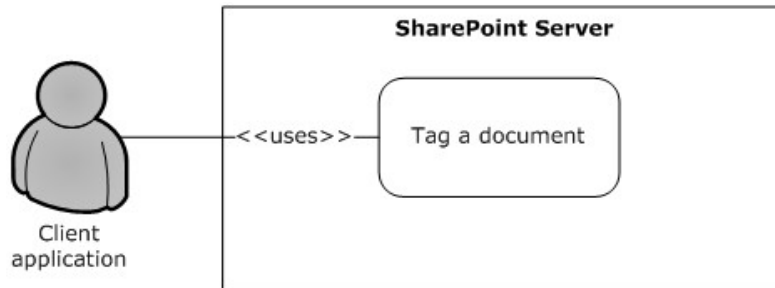 SharePoint Server
<<uses>>
Tag a document
Client
application